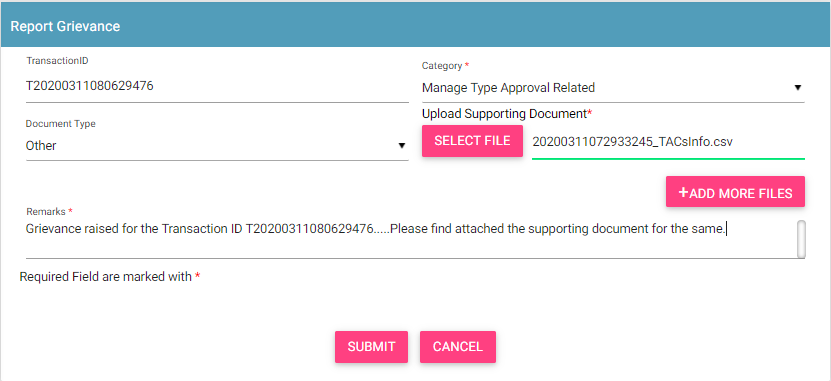 Report Grievance
TransactionID
T20200311080629476
Category *
Manage Type Approval Related
Document Type
Other
Upload Supporting Document*
SELECT FILE
20200311072933245_TACsInfo.csv
+ADD MORE FILES
Remarks *
Grievance raised for the Transaction ID T20200311080629476.....Please find attached the supporting document for the same.
Required Field are marked with *
SUBMIT
CANCEL